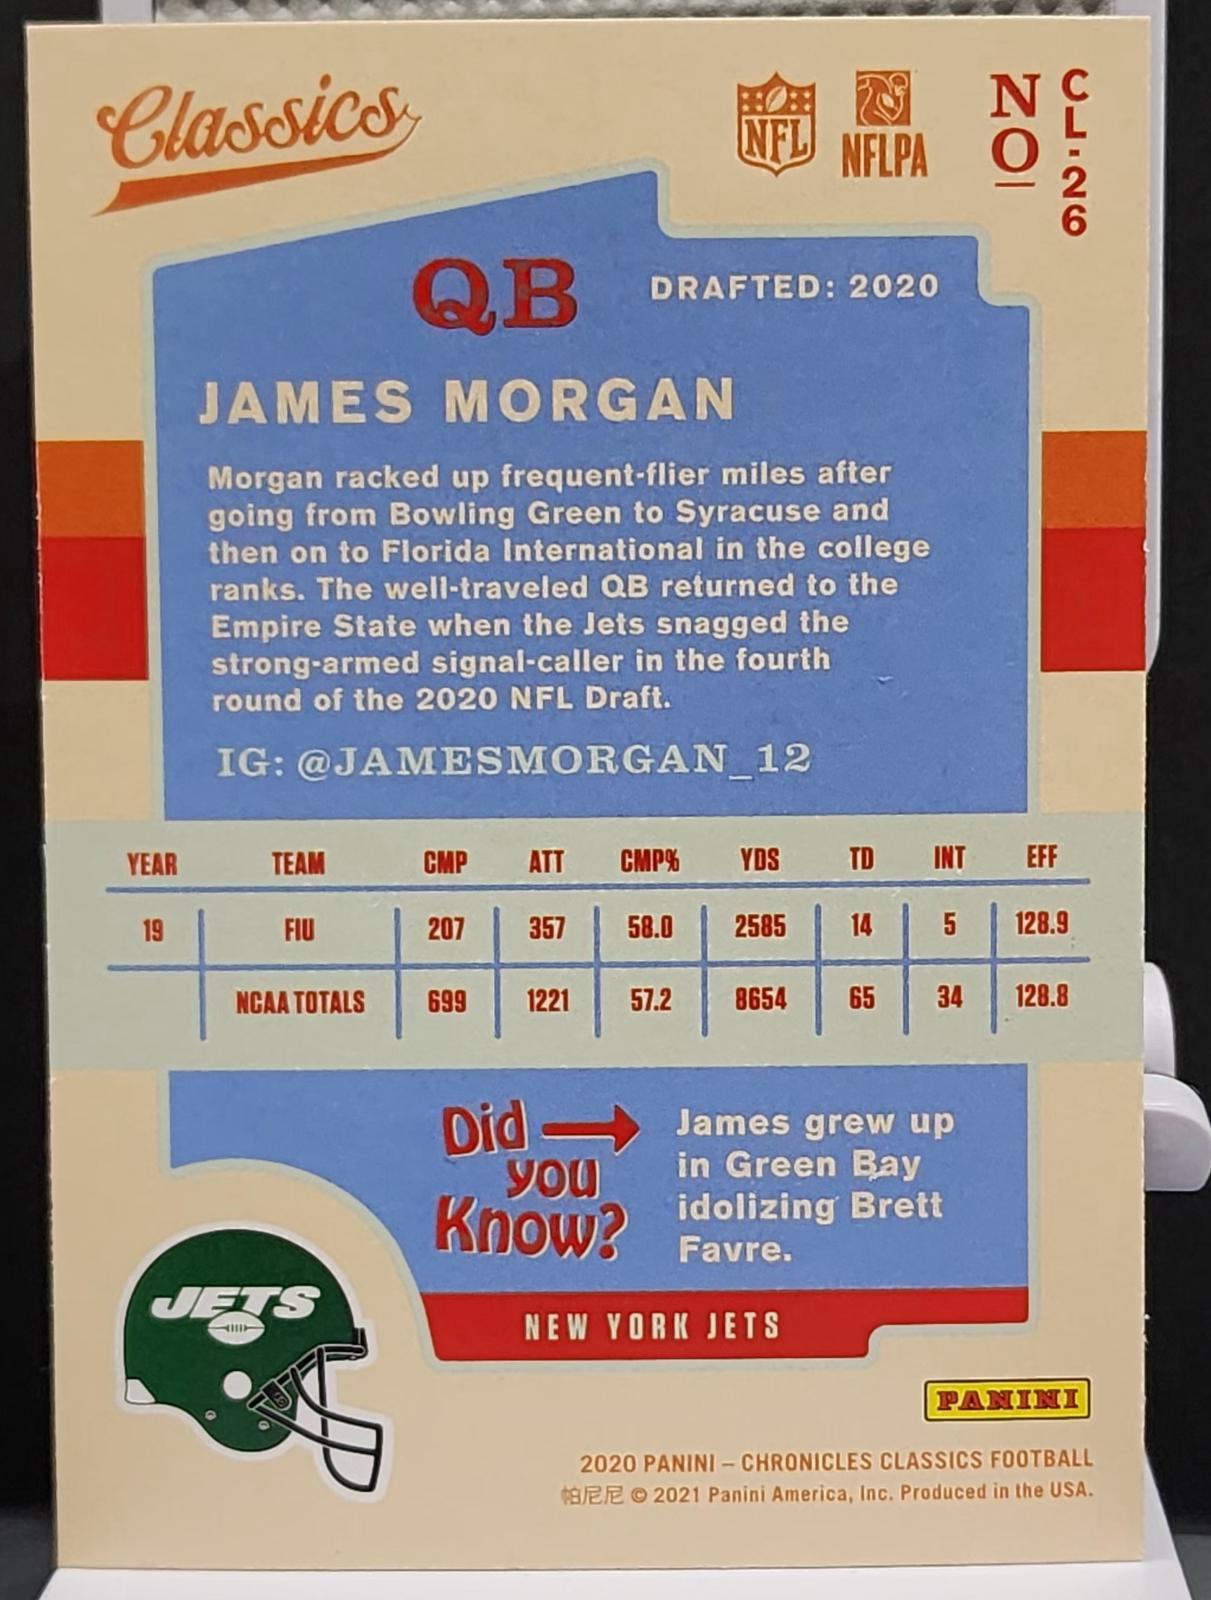 Classics
NFL
NFLPA
NO
CL-26
QB
DRAFTED: 2020
JAMES MORGAN
Morgan racked up frequent-flier miles after
going from Bowling Green to Syracuse and
then on to Florida International in the college
ranks. The well-traveled QB returned to the
Empire State when the Jets snagged the
strong-armed signal-caller in the fourth
round of the 2020 NFL Draft.
IG: @JAMESMORGAN_12
YEAR TEAM CMP ATT CMP% YDS TD INT EFF
19 FIU 207 357 58.0 2585 14 5 128.9
NCAA TOTALS 699 1221 57.2 8654 65 34 128.8
Did you Know?
James grew up
in Green Bay
idolizing Brett
Favre.
JETS
NEW YORK JETS
PANINI
2020 PANINI – CHRONICLES CLASSICS FOOTBALL
帕尼尼 © 2021 Panini America, Inc. Produced in the USA.